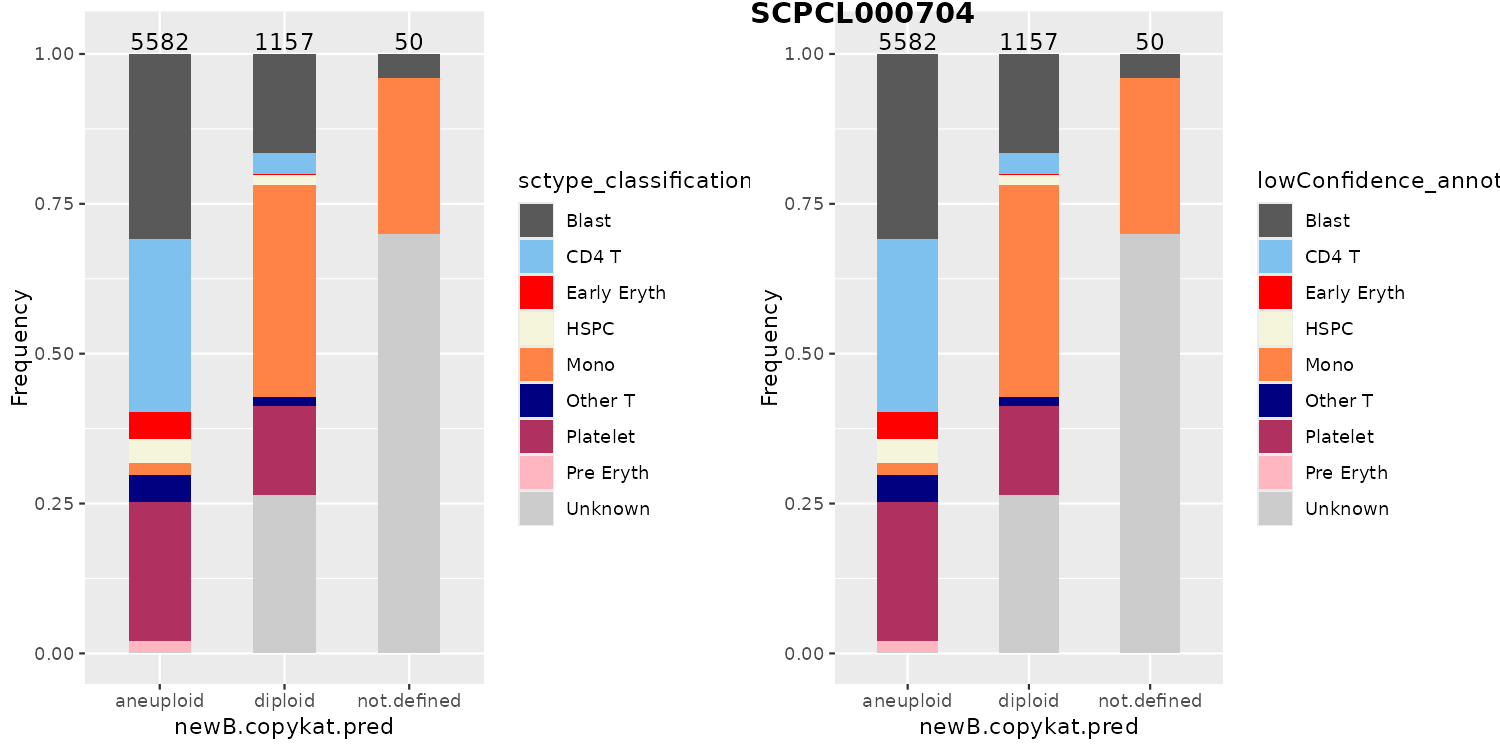 SCPCL000704
5582 1157 50
1.00
0.75
0.50
0.25
0.00
Frequency
aneuploid diploid not.defined
newB.copykat.pred
sctype_classification
Blast
CD4 T
Early Eryth
HSPC
Mono
Other T
Platelet
Pre Eryth
Unknown
5582 1157 50
1.00
0.75
0.50
0.25
0.00
Frequency
aneuploid diploid not.defined
newB.copykat.pred
lowConfidence_annot
Blast
CD4 T
Early Eryth
HSPC
Mono
Other T
Platelet
Pre Eryth
Unknown